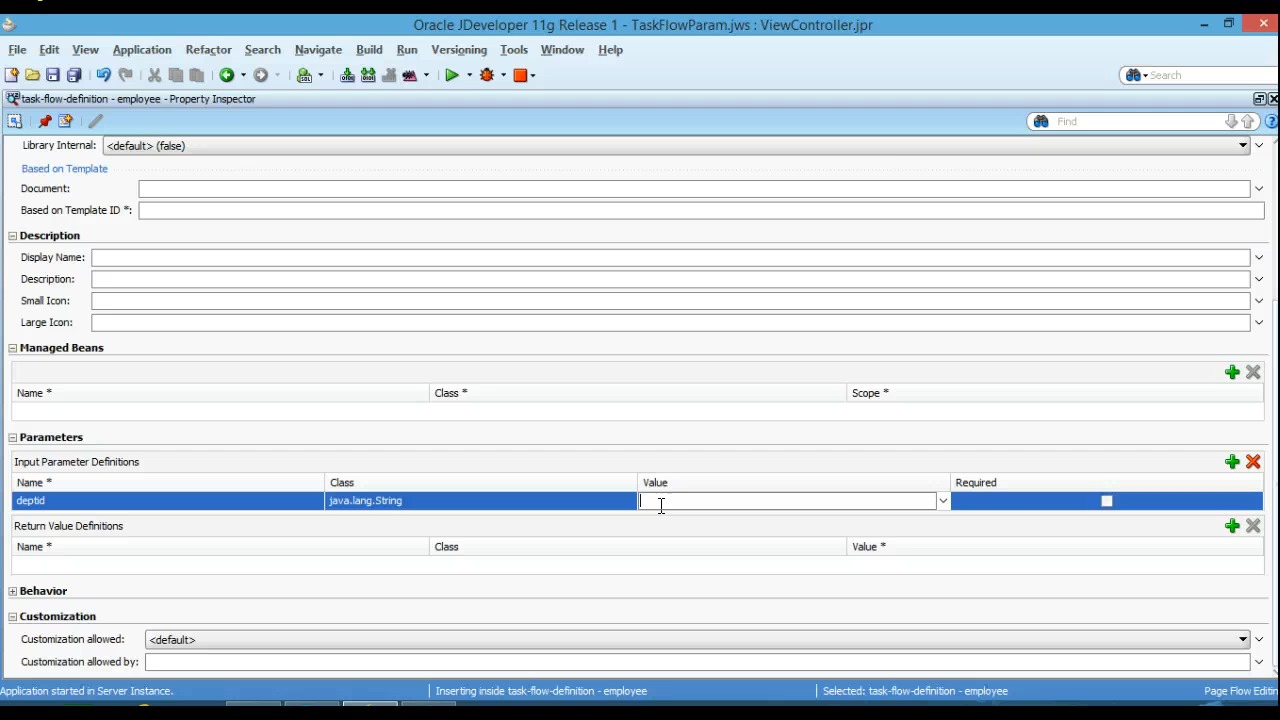 Oracle JDeveloper 11g Release 1 - TaskFlowParam.jws : ViewController.jpr
File Edit View Application Refactor Search Navigate Build Run Versioning Tools Window Help
Search
task-flow-definition - employee - Property Inspector
Find
Library Internal: <default> (false)
Based on Template
Document:
Based on Template ID *:
Description
Display Name:
Description:
Small Icon:
Large Icon:
Managed Beans
Name * Class * Scope *
Parameters
Input Parameter Definitions
Name * Class Value Required
deptid java.lang.String
Return Value Definitions
Name * Class Value *
Behavior
Customization
Customization allowed: <default>
Customization allowed by:
Application started in Server Instance. Inserting inside task-flow-definition - employee Selected: task-flow-definition - employee Page Flow Editin